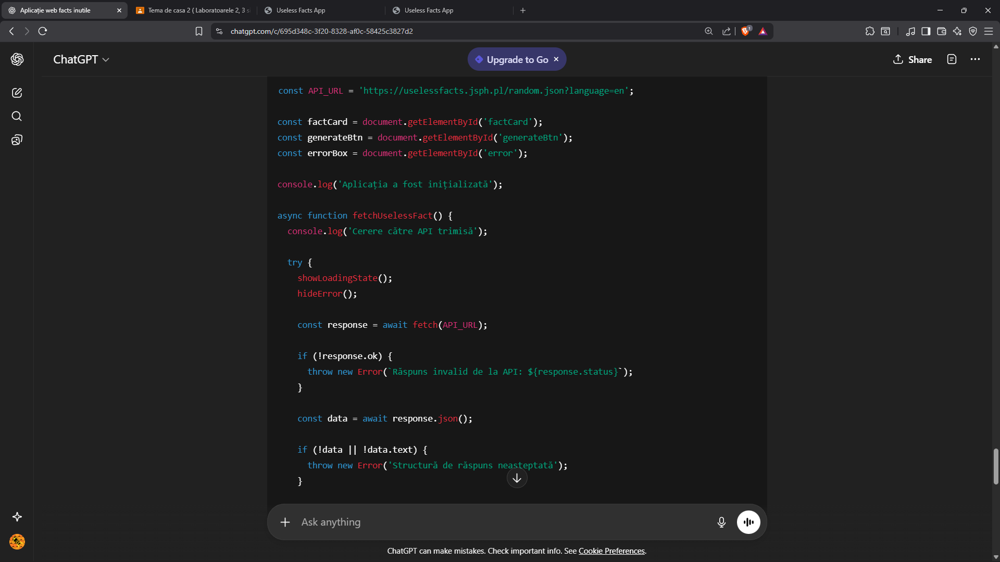 Aplicație web facts inutile
Tema de casa 2 ( Laboratoarele 2, 3 și
Useless Facts App
Useless Facts App
chatgpt.com/c/695d348c-3f20-8328-af0c-58425c3827d2
1
ChatGPT
Upgrade to Go
Share
const API_URL = 'https://uselessfacts.jsph.pl/random.json?language=en';
const factCard = document.getElementById('factCard');
const generateBtn = document.getElementById('generateBtn');
const errorBox = document.getElementById('error');
console.log('Aplicația a fost inițializată');
async function fetchUselessFact() {
console.log('Cerere către API trimisă');
try {
showLoadingState();
hideError();
const response = await fetch(API_URL);
if (!response.ok) {
throw new Error(`Răspuns invalid de la API: ${response.status}`);
}
const data = await response.json();
if (!data || !data.text) {
throw new Error('Structură de răspuns neașteptată');
}
Ask anything
ChatGPT can make mistakes. Check important info. See Cookie Preferences.